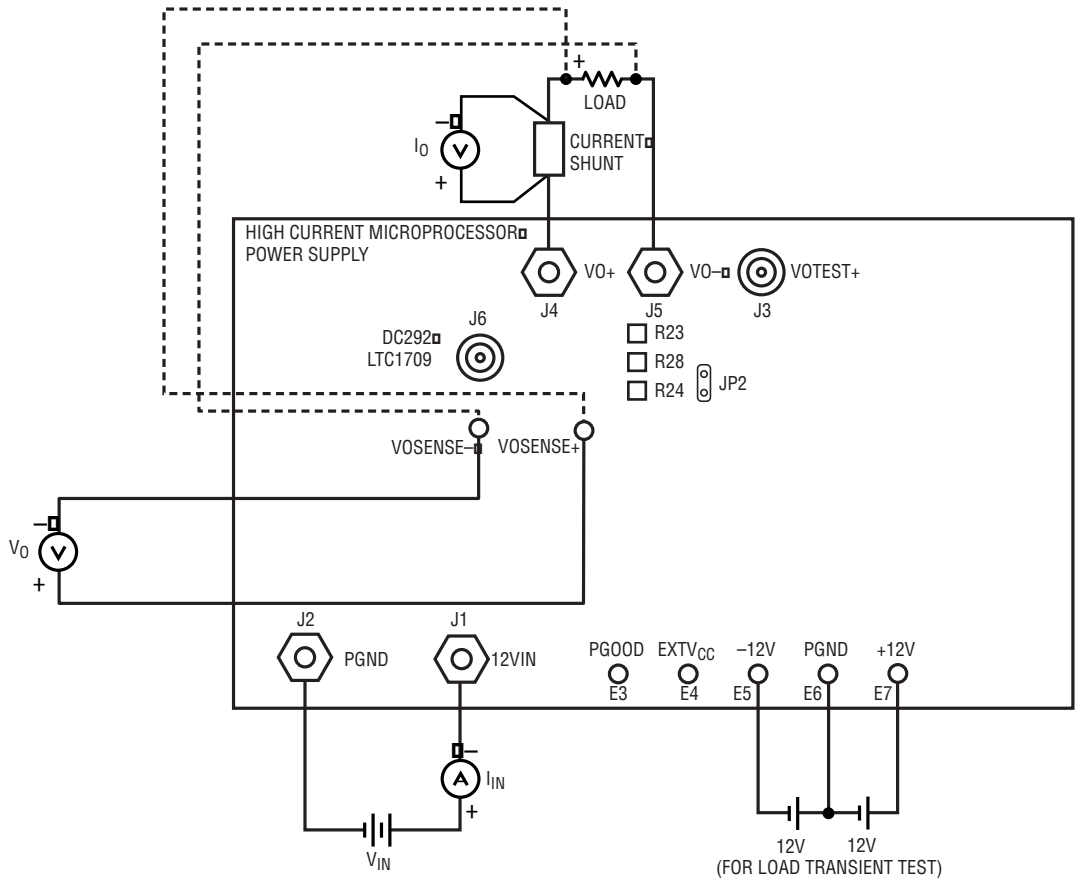 +
LOAD
–
IO
+
CURRENT
SHUNT
HIGH CURRENT MICROPROCESSOR
POWER SUPPLY
VO+
VO–
VOTEST+
J4
J5
J3
J6
DC292
LTC1709
R23
R28
R24
JP2
VOSENSE–
VOSENSE+
–
VO
+
J2
PGND
J1
12VIN
PGOOD
E3
EXTVCC
E4
–12V
E5
PGND
E6
+12V
E7
–
IIN
+
VIN
12V
12V
(FOR LOAD TRANSIENT TEST)
V
V
A